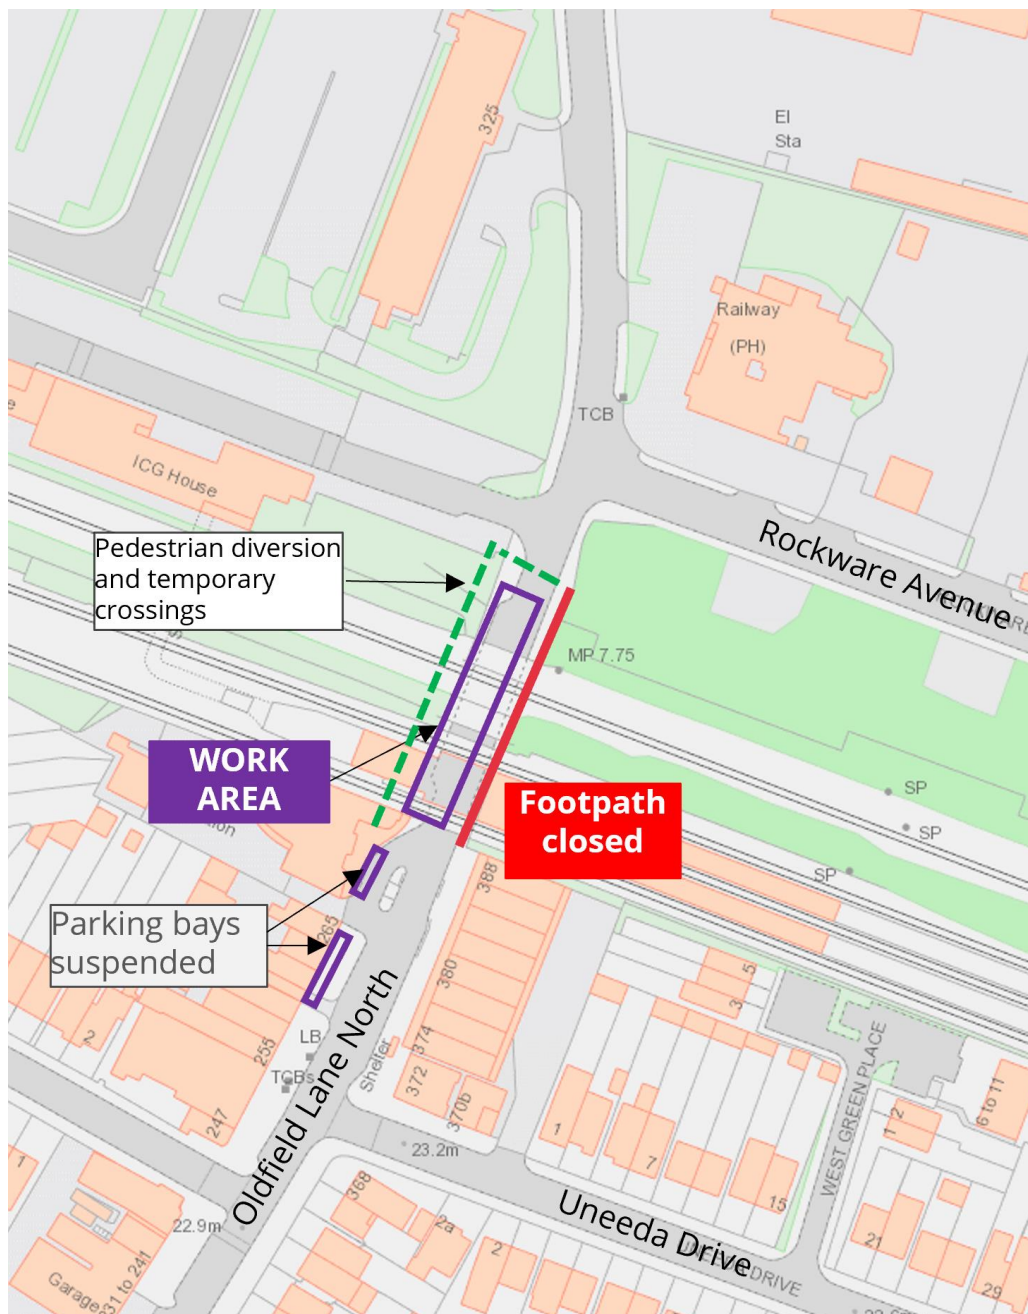 325
El
Sta
Railway
(PH)
TCB
ICG House
e
Rockware Avenue
Pedestrian diversion
and temporary
crossings
MP 7.75
WORK
AREA
SP
SP
SP
Footpath
closed
388
Parking bays
suspended
265
380
5
3
374
372
370b
Shelter
LB
TCBs
255
247
2
Oldfield Lane North
WEST GREEN PLACE
6 to 11
1 2
1
7
15
23.2m
22.9m
368
2a
2
Uneeda Drive
DRIVE
21
29
1
Garage
31 to 241